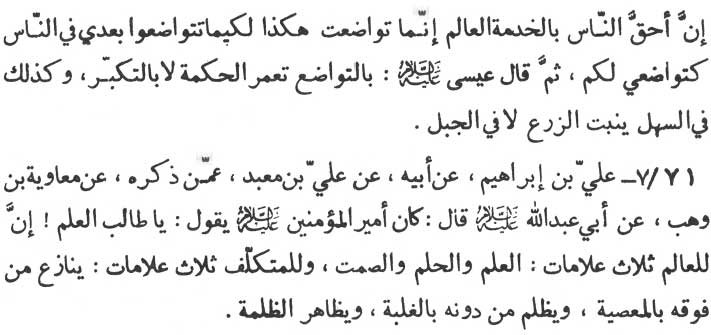 إنَّ أحقَّ النّاس بالخدمة العالم إنّما تواضعت هكذا لكيما تتواضعوا بعدي في النّاس
كتواضعي لكم ، ثمَّ قال عيسى عليه السلام : بالتواضع تعمر الحكمة لا بالتكبّر ، وكذلك
في السهل ينبت الزرع لا في الجبل .
٧/٧١ـ عليّ بن إبراهيم ، عن أبيه ، عن عليّ بن معبد ، عمّن ذكره ، عن معاوية بن
وهب ، عن أبي عبدالله عليه السلام قال : كان أمير المؤمنين عليه السلام يقول : يا طالب العلم ! إنَّ
للعالم ثلاث علامات : العلم والحلم والصمت ، وللمتكلّف ثلاث علامات : ينازع من
فوقه بالمعصية ، ويظلم من دونه بالغلبة ، ويظاهر الظلمة .